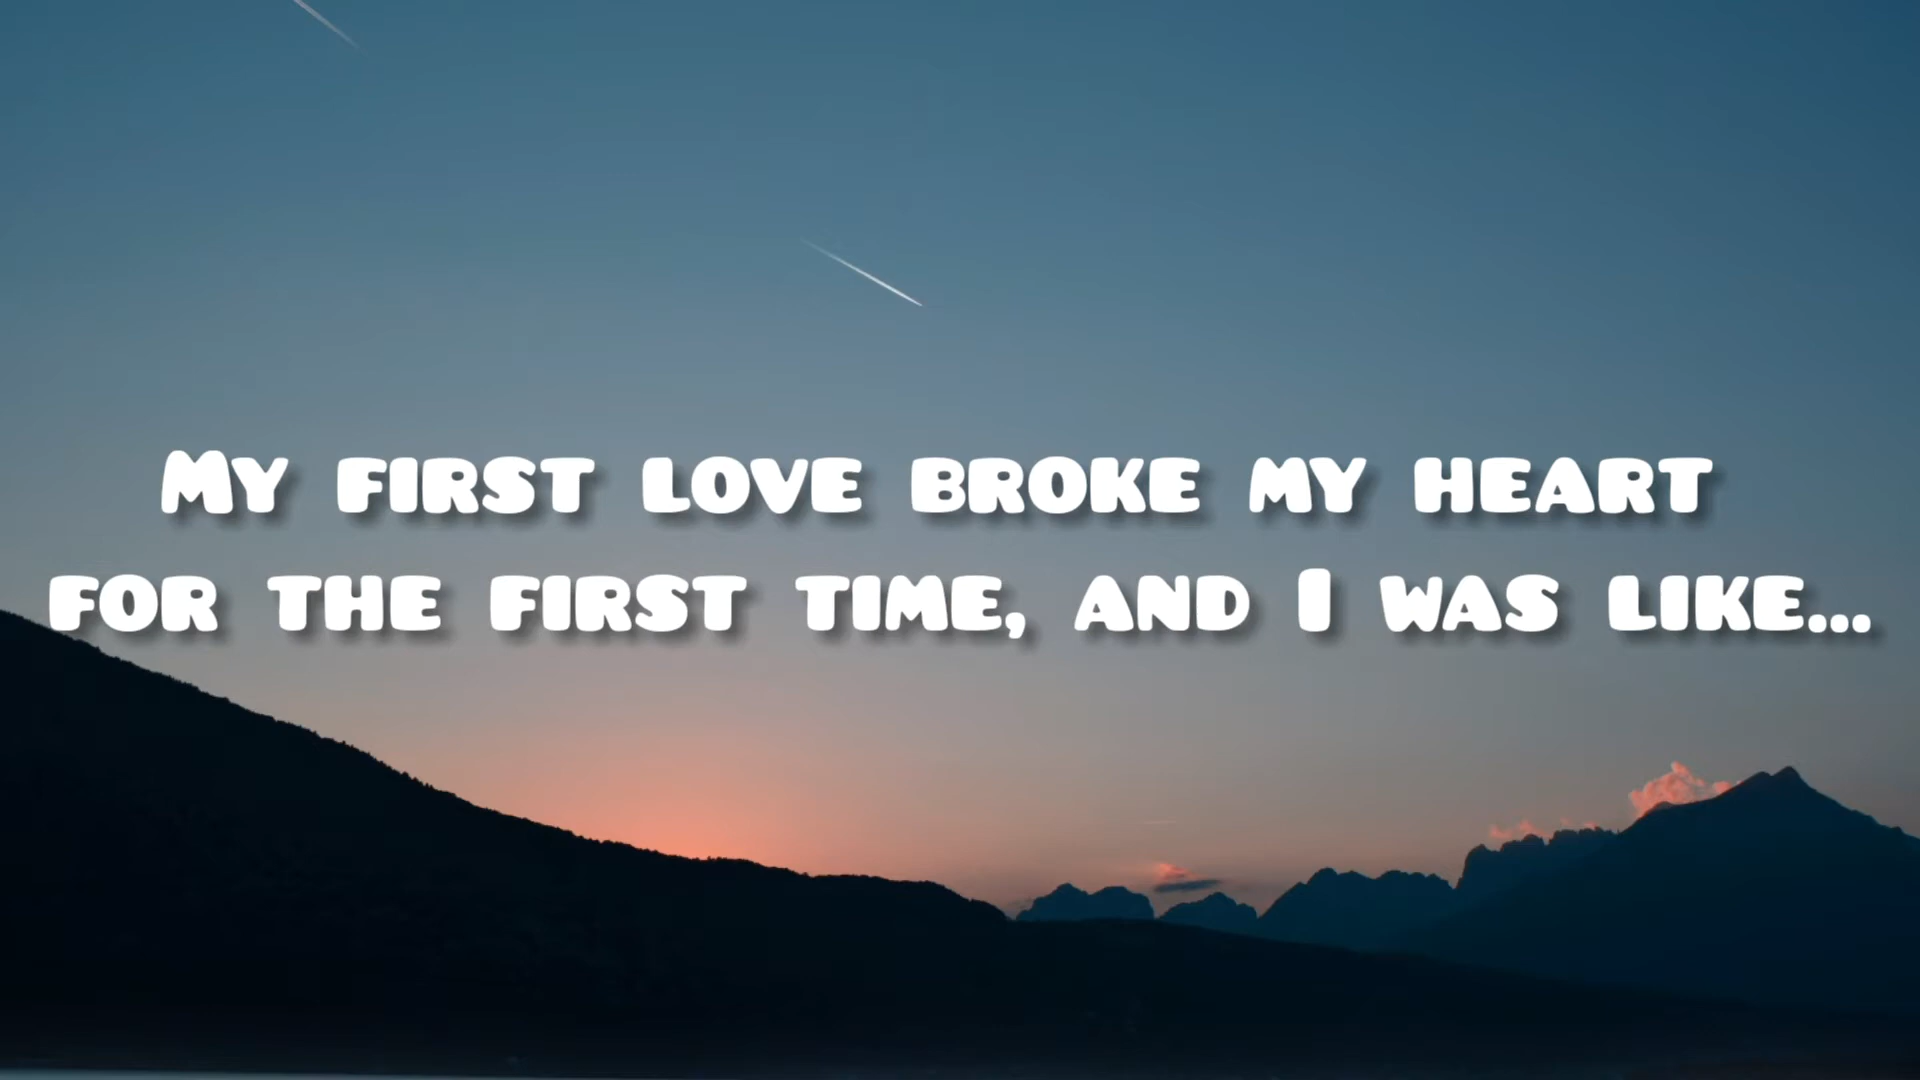 My first love broke my heart
for the first time, and I was like...